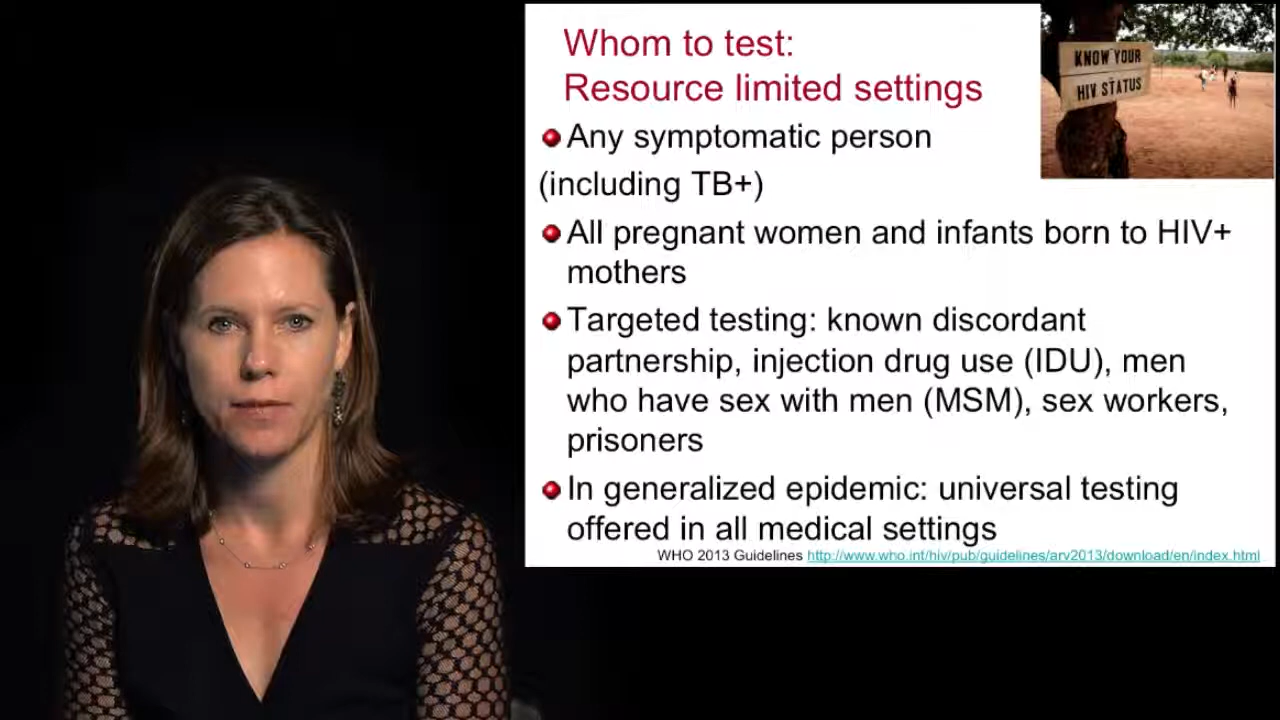 Whom to test:
Resource limited settings
KNOW YOUR
HIV STATUS
Any symptomatic person
(including TB+)
All pregnant women and infants born to HIV+
mothers
Targeted testing: known discordant
partnership, injection drug use (IDU), men
who have sex with men (MSM), sex workers,
prisoners
In generalized epidemic: universal testing
offered in all medical settings
WHO 2013 Guidelines http://www.who.int/hiv/pub/guidelines/arv2013/download/en/index.html